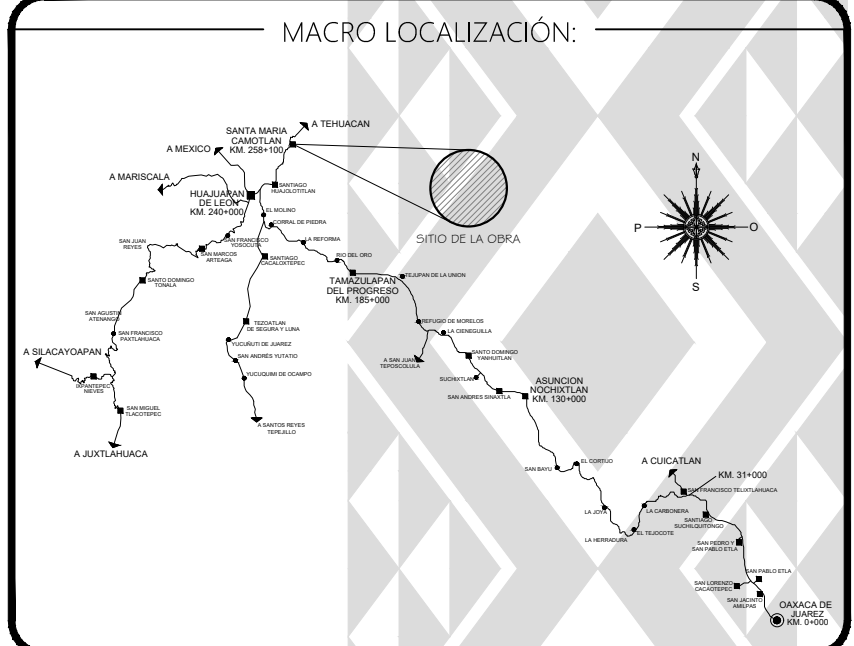 MACRO LOCALIZACIÓN:
A TEHUACAN
SANTA MARIA
CAMOTLAN
KM. 258+100
A MEXICO
A MARISCALA
SANTIAGO
HUAJOLOTITLAN
HUAJUAPAN
DE LEON
KM. 240+000
EL MOLINO
CORRAL DE PIEDRA
SITIO DE LA OBRA
N
P
O
S
SAN JUAN
REYES
SAN FRANCISCO
YOSOCUTA
SAN MARCOS
ARTEAGA
LA REFORMA
SANTIAGO
CACALOXTEPEC
RIO DEL ORO
SANTO DOMINGO
TONALA
TAMAZULAPAN
DEL PROGRESO
KM. 185+000
TEJUPAN DE LA UNION
SAN AGUSTIN
ATENANGO
SAN FRANCISCO
PAXTLAHUACA
TEZOATLAN
DE SEGURA Y LUNA
REFUGIO DE MORELOS
LA CIENEGUILLA
YUCUÑUTI DE JUAREZ
A SILACAYOAPAN
SAN ANDRÉS YUTATIO
A SAN JUAN
TEPOSCOLULA
SANTO DOMINGO
YANHUITLAN
YUCUQUIMI DE OCAMPO
SUCHIXTLAN
IXPANTEPEC
NIEVES
SAN ANDRES SINAXTLA
ASUNCION
NOCHIXTLAN
KM. 130+000
SAN MIGUEL
TLACOTEPEC
A SANTOS REYES
TEPEJILLO
A JUXTLAHUACA
SAN BAYU
EL CORTIJO
A CUICATLAN
KM. 31+000
SAN FRANCISCO TELIXTLAHUACA
LA JOYA
LA CARBONERA
SANTIAGO
SUCHILQUITONGO
LA HERRADURA
EL TEJOCOTE
SAN PEDRO Y
SAN PABLO ETLA
SAN PABLO ETLA
SAN LORENZO
CACAOTEPEC
SAN JACINTO
AMILPAS
OAXACA DE
JUAREZ
KM. 0+000